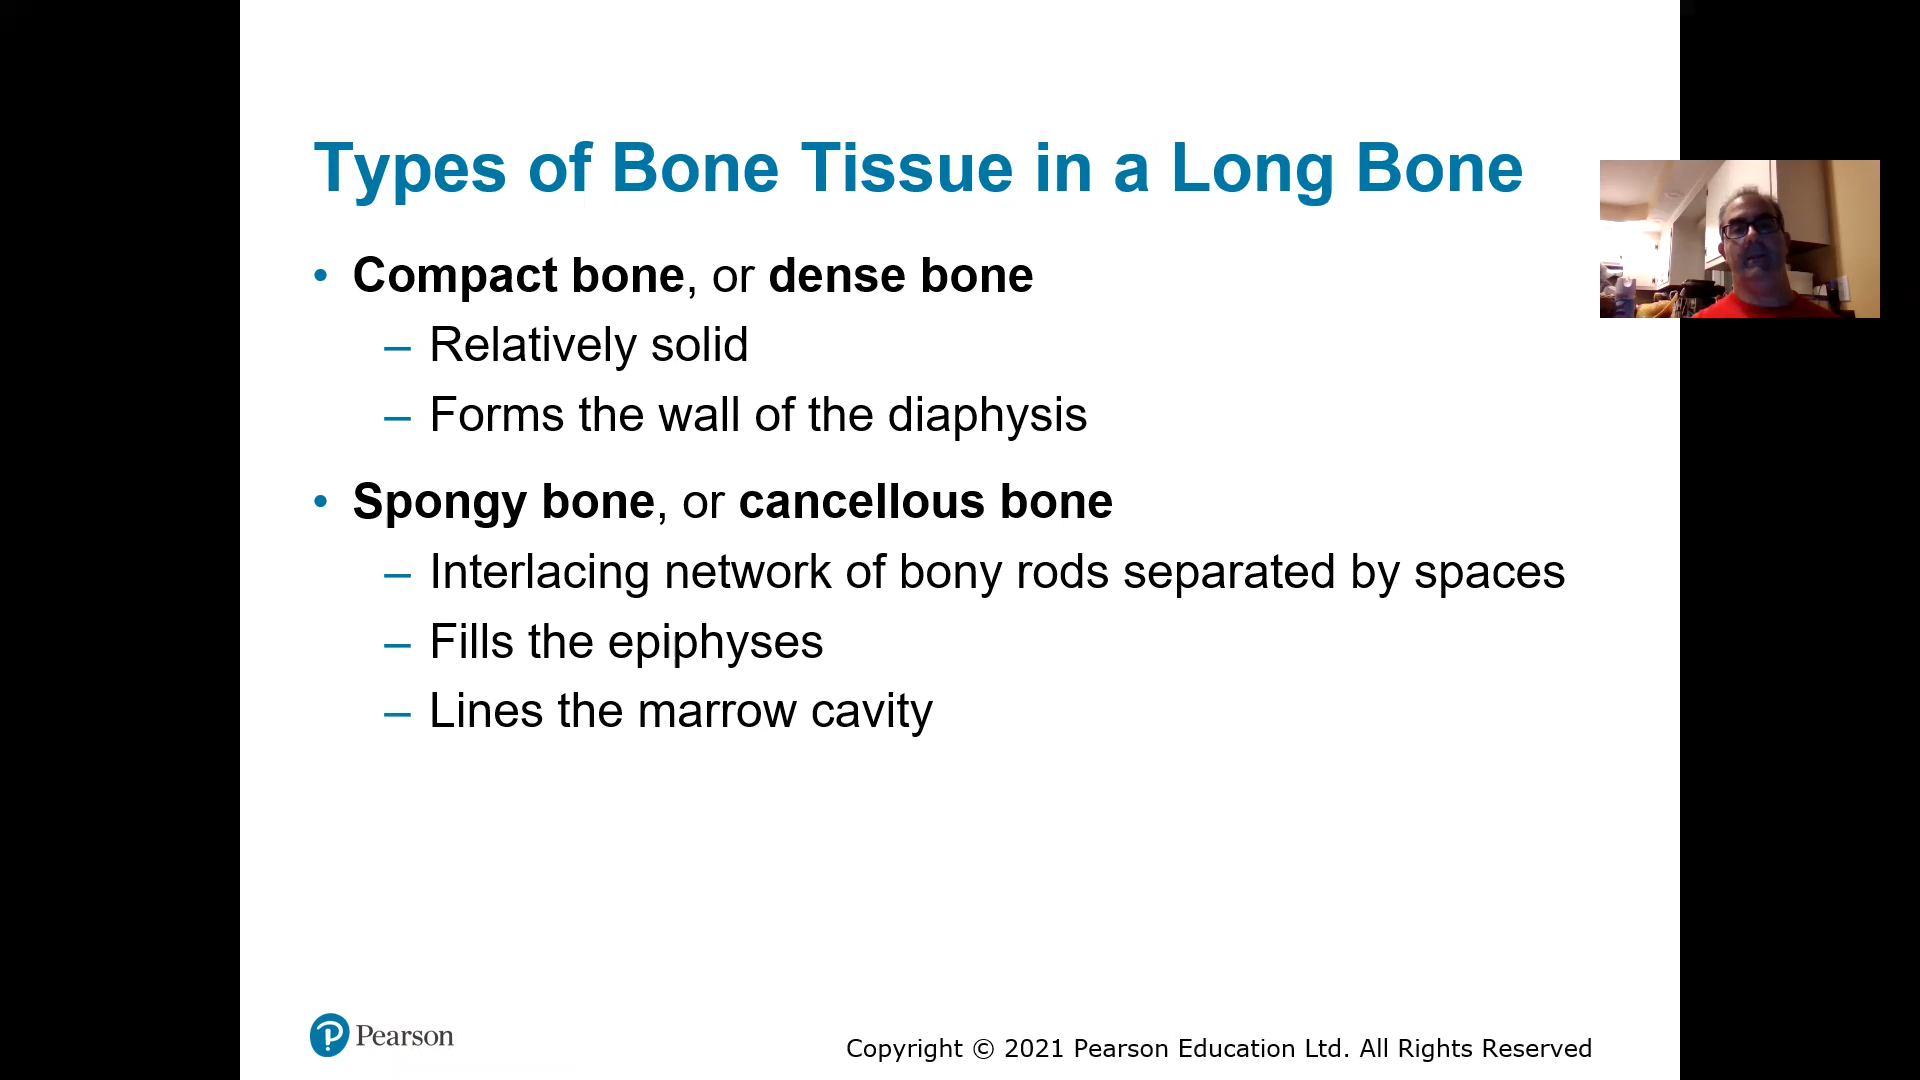 Types of Bone Tissue in a Long Bone
• Compact bone, or dense bone
– Relatively solid
– Forms the wall of the diaphysis
• Spongy bone, or cancellous bone
– Interlacing network of bony rods separated by spaces
– Fills the epiphyses
– Lines the marrow cavity
Pearson
Copyright © 2021 Pearson Education Ltd. All Rights Reserved